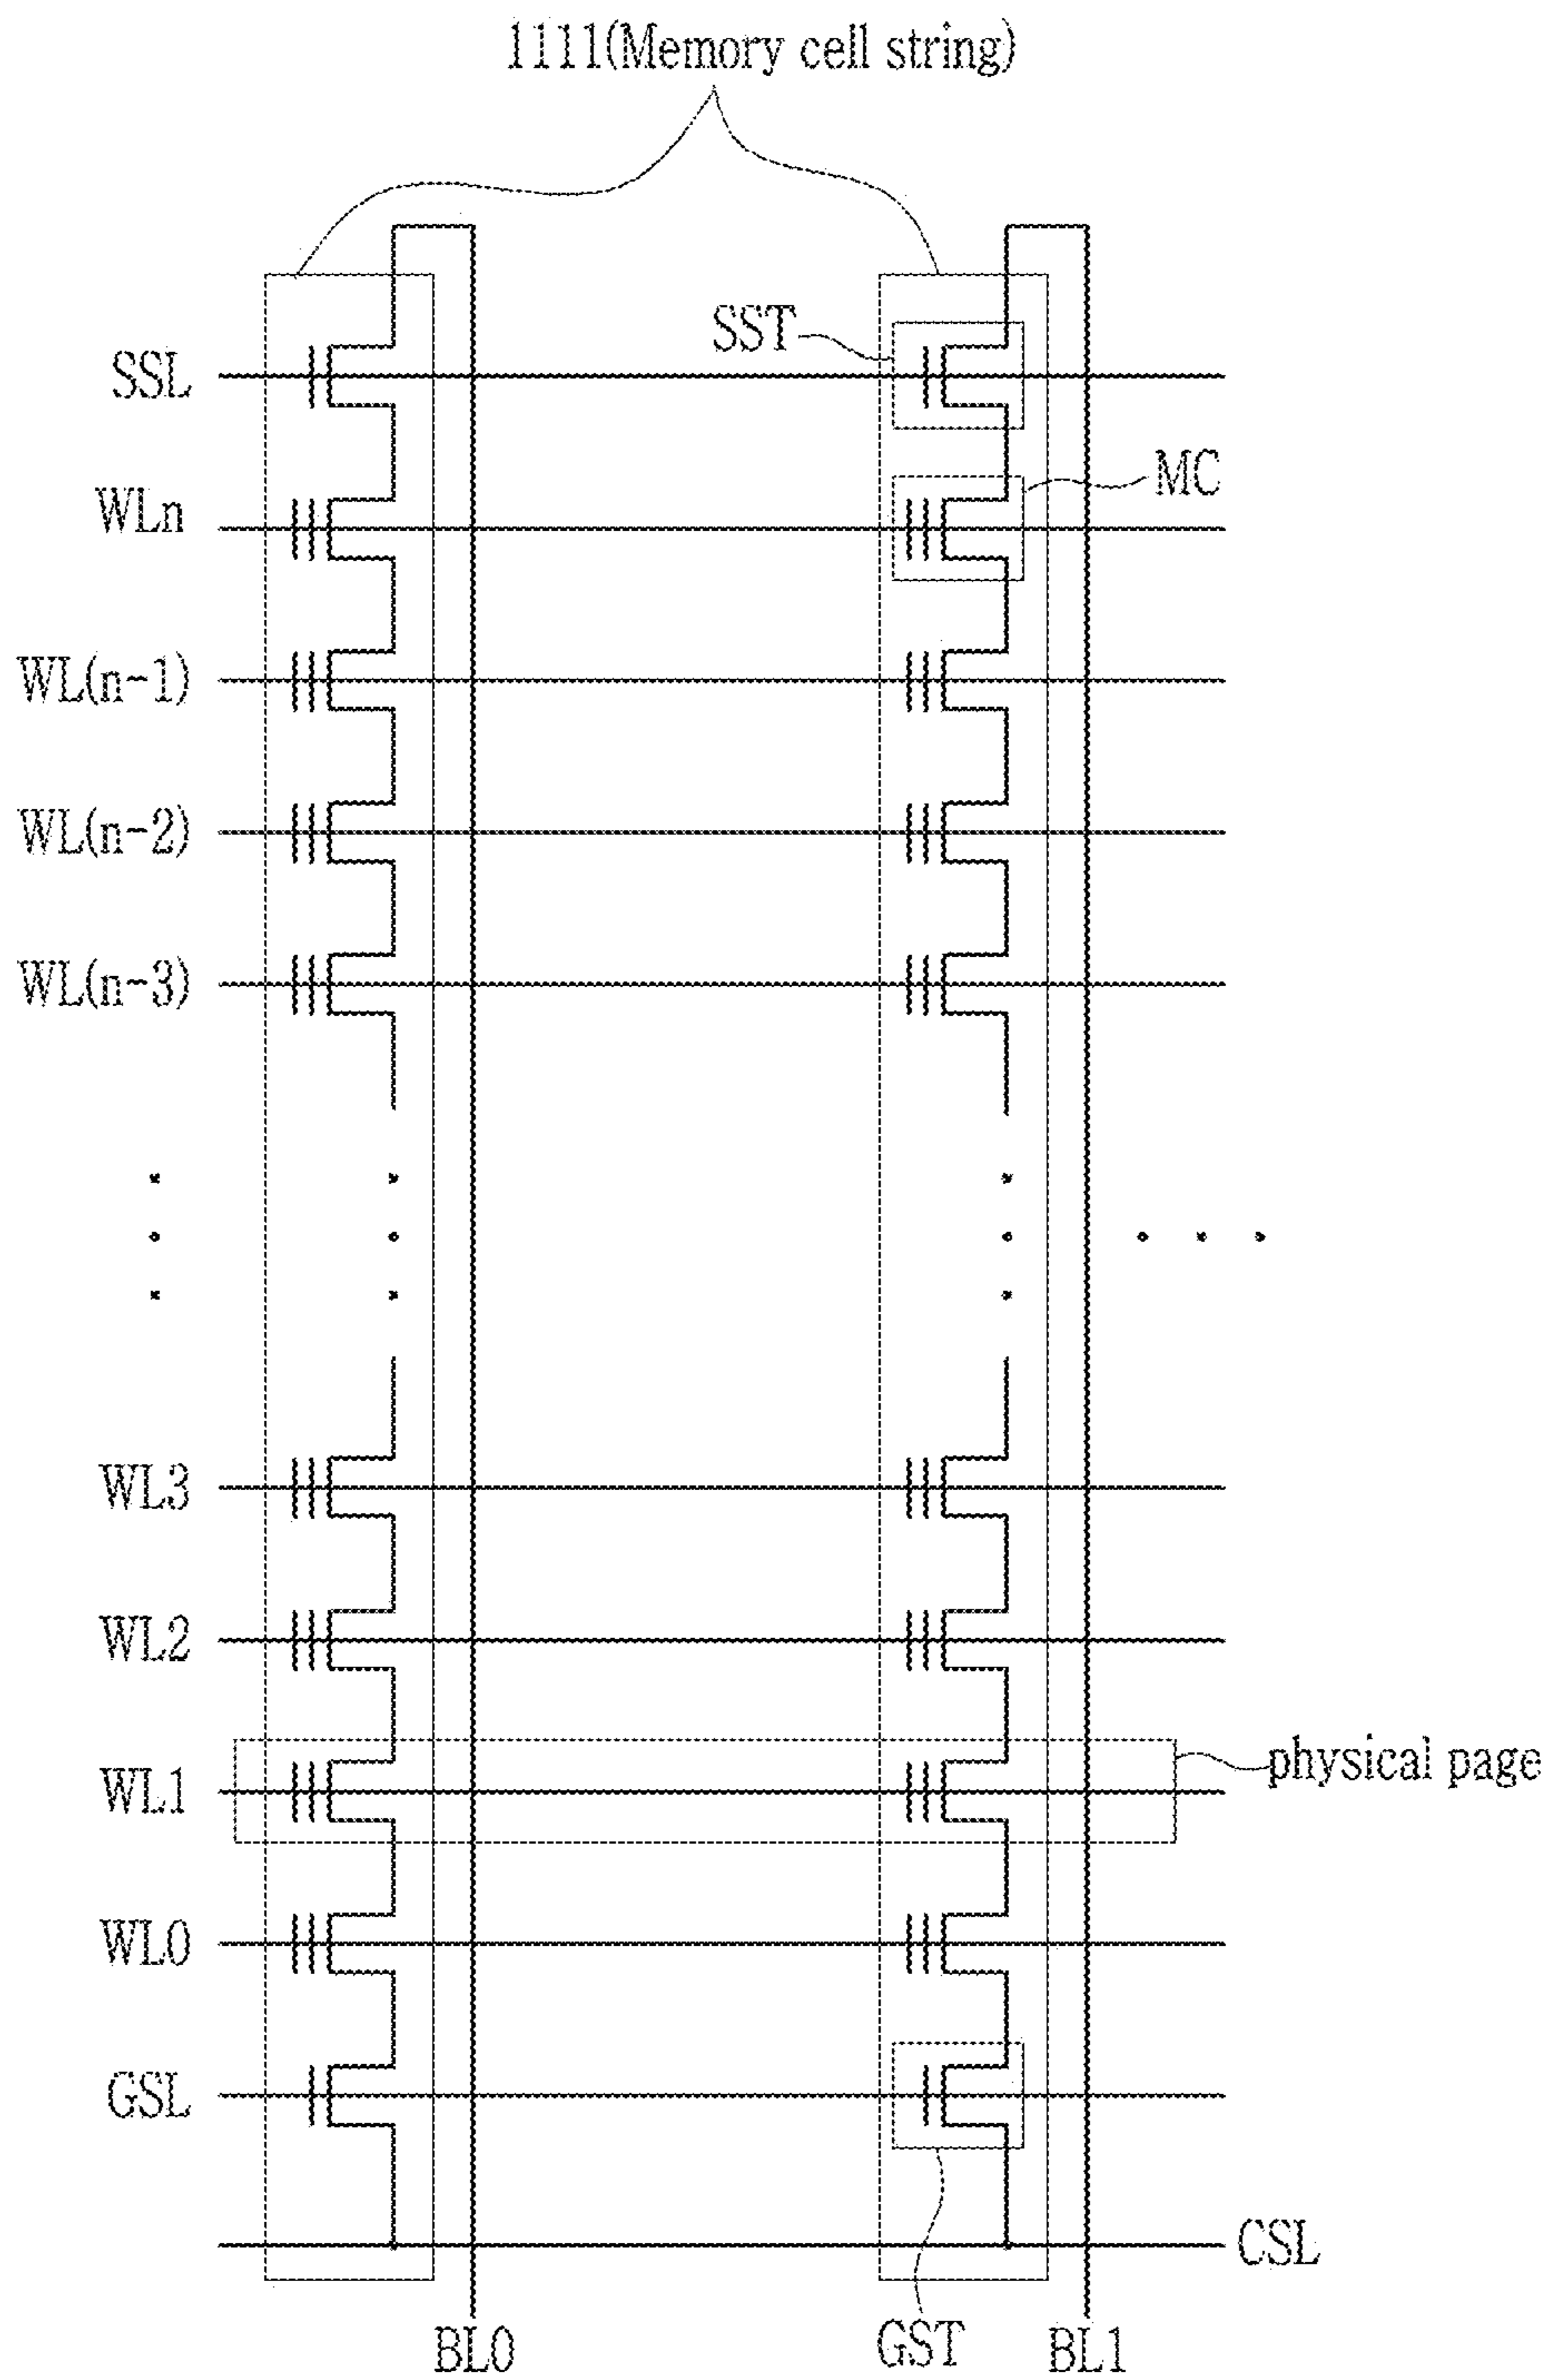 1111(Memory cell string)
SST
SSL
MC
WLn
WL(n-1)
WL(n-2)
WL(n-3)
WL3
WL2
physical page
WL1
WL0
GSL
CSL
BL0
GST
BL1